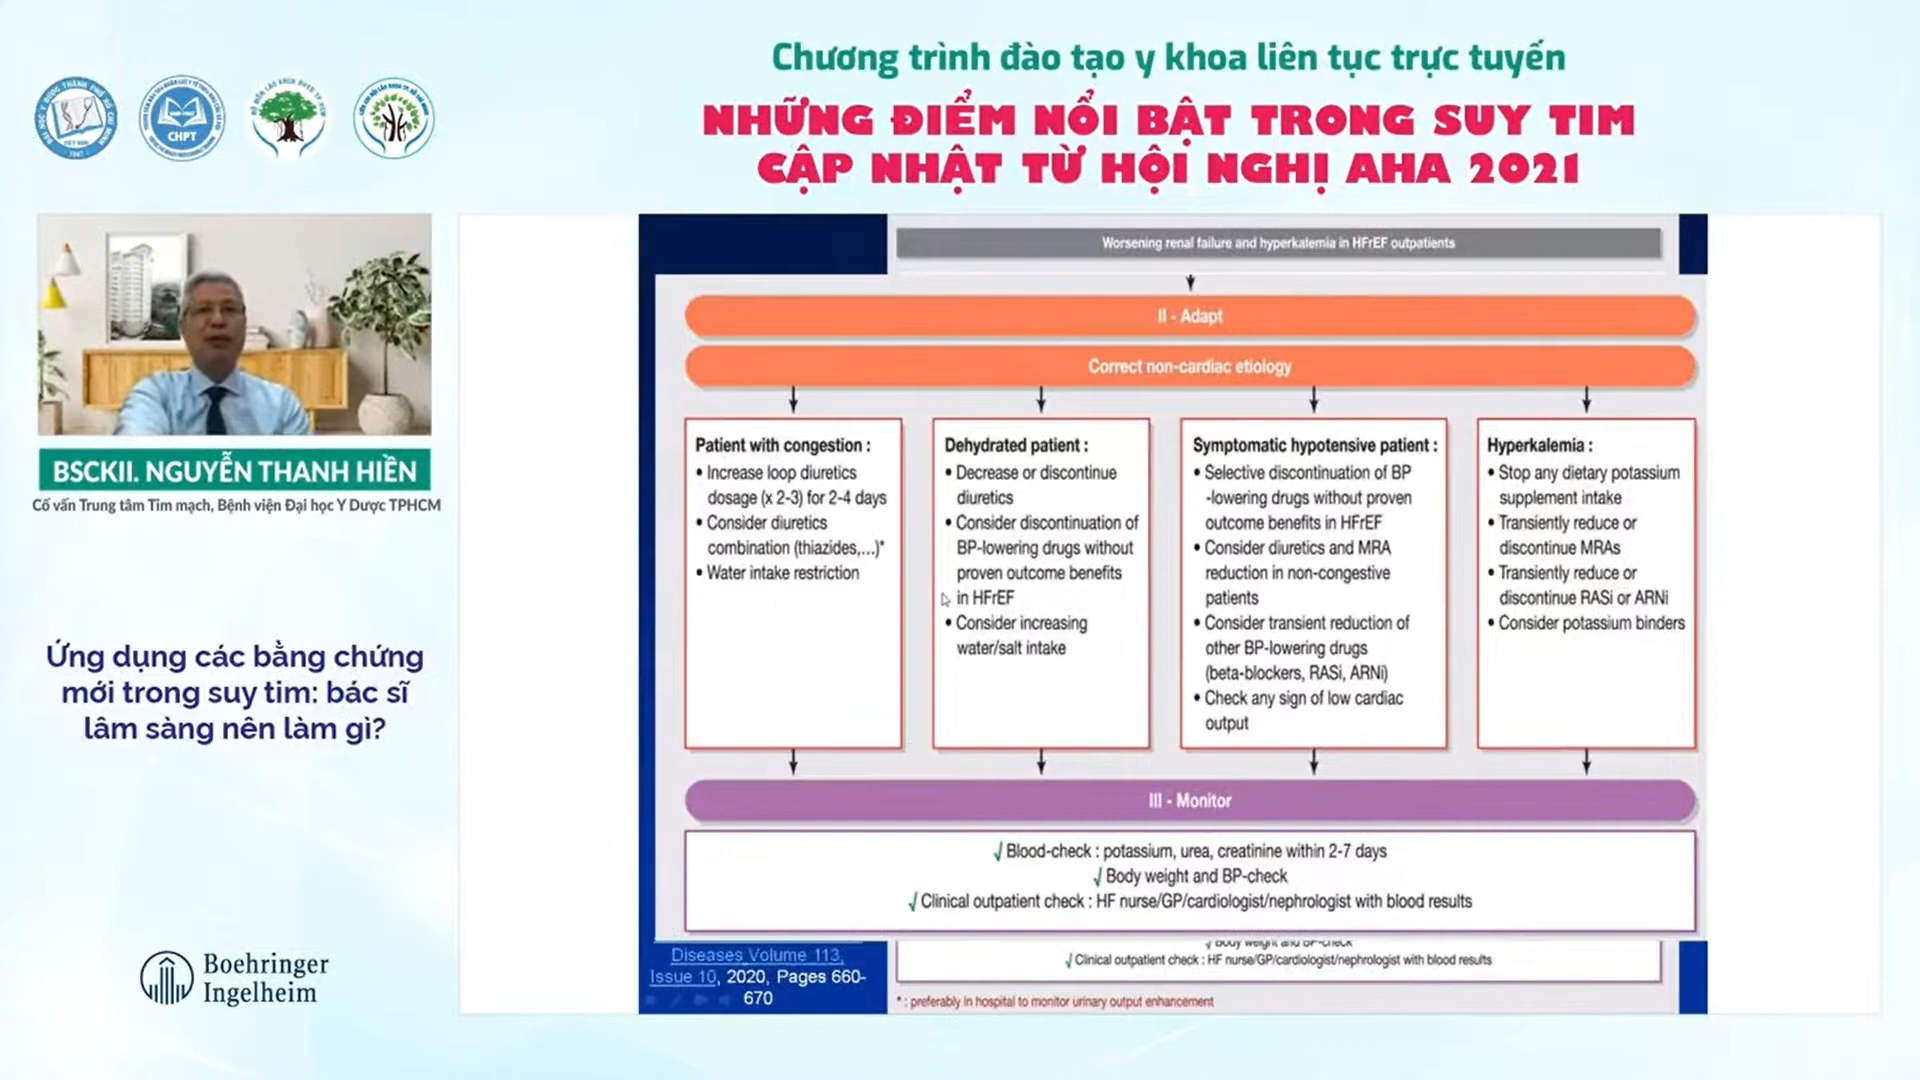 Chương trình đào tạo y khoa liên tục trực tuyến
NHỮNG ĐIỂM NỔI BẬT TRONG SUY TIM
CẬP NHẬT TỪ HỘI NGHỊ AHA 2021
CHPT
BSCKII. NGUYỄN THANH HIỀN
Cố vấn Trung tâm Tim mạch, Bệnh viện Đại học Y Dược TPHCM
Ứng dụng các bằng chứng
mới trong suy tim: bác sĩ
lâm sàng nên làm gì?
Boehringer
Ingelheim
Worsening renal failure and hyperkalemia in HFrEF outpatients
II - Adapt
Correct non-cardiac etiology
Patient with congestion :
• Increase loop diuretics
dosage (x 2-3) for 2-4 days
• Consider diuretics
combination (thiazides,...)*
• Water intake restriction
Dehydrated patient :
• Decrease or discontinue
diuretics
• Consider discontinuation of
BP-lowering drugs without
proven outcome benefits
in HFrEF
• Consider increasing
water/salt intake
Symptomatic hypotensive patient :
• Selective discontinuation of BP
-lowering drugs without proven
outcome benefits in HFrEF
• Consider diuretics and MRA
reduction in non-congestive
patients
• Consider transient reduction of
other BP-lowering drugs
(beta-blockers, RASi, ARNi)
• Check any sign of low cardiac
output
Hyperkalemia :
• Stop any dietary potassium
supplement intake
• Transiently reduce or
discontinue MRAs
• Transiently reduce or
discontinue RASi or ARNi
• Consider potassium binders
III - Monitor
√ Blood-check : potassium, urea, creatinine within 2-7 days
√ Body weight and BP-check
√ Clinical outpatient check : HF nurse/GP/cardiologist/nephrologist with blood results
√ Body weight and BP-check
√ Clinical outpatient check : HF nurse/GP/cardiologist/nephrologist with blood results
* : preferably in hospital to monitor urinary output enhancement
Diseases Volume 113,
Issue 10, 2020, Pages 660-
670